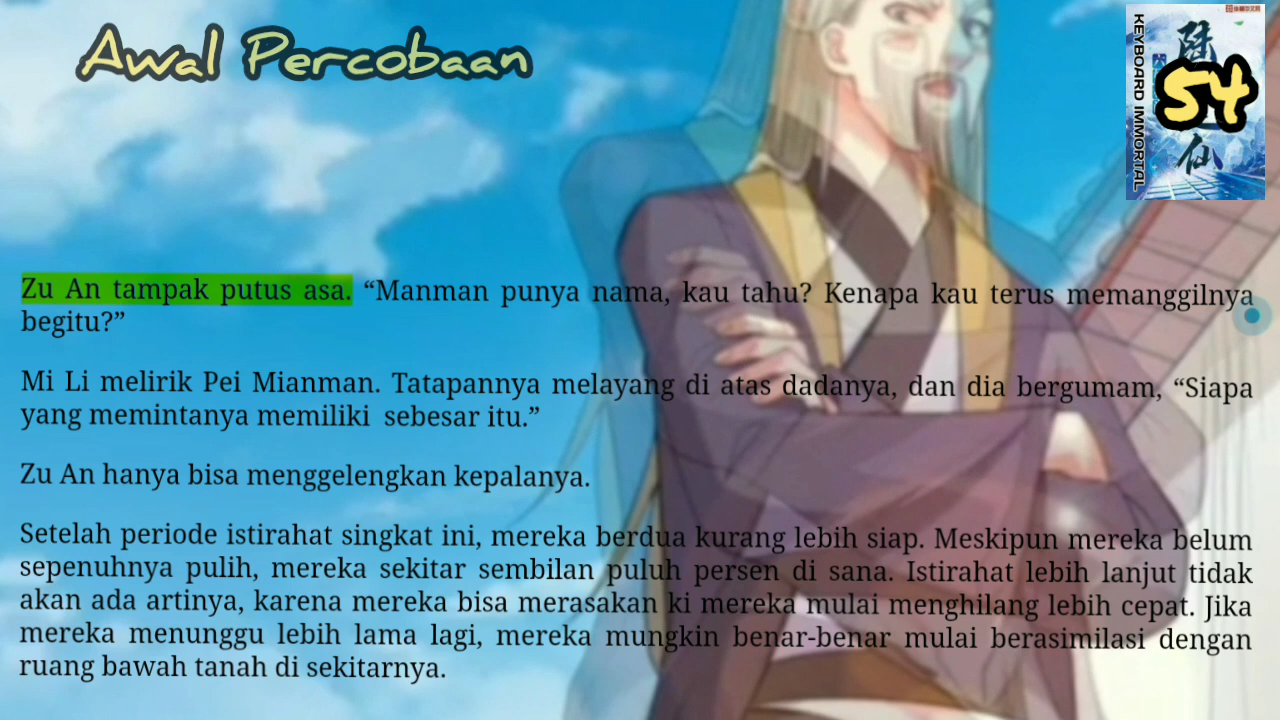 Awal Percobaan
KEYBOARD IMMORTAL
陆
仙
54
Zu An tampak putus asa. “Manman punya nama, kau tahu? Kenapa kau terus memanggilnya
begitu?”
Mi Li melirik Pei Mianman. Tatapannya melayang di atas dadanya, dan dia bergumam, “Siapa
yang memintanya memiliki  sebesar itu.”
Zu An hanya bisa menggelengkan kepalanya.
Setelah periode istirahat singkat ini, mereka berdua kurang lebih siap. Meskipun mereka belum
sepenuhnya pulih, mereka sekitar sembilan puluh persen di sana. Istirahat lebih lanjut tidak
akan ada artinya, karena mereka bisa merasakan ki mereka mulai menghilang lebih cepat. Jika
mereka menunggu lebih lama lagi, mereka mungkin benar-benar mulai berasimilasi dengan
ruang bawah tanah di sekitarnya.